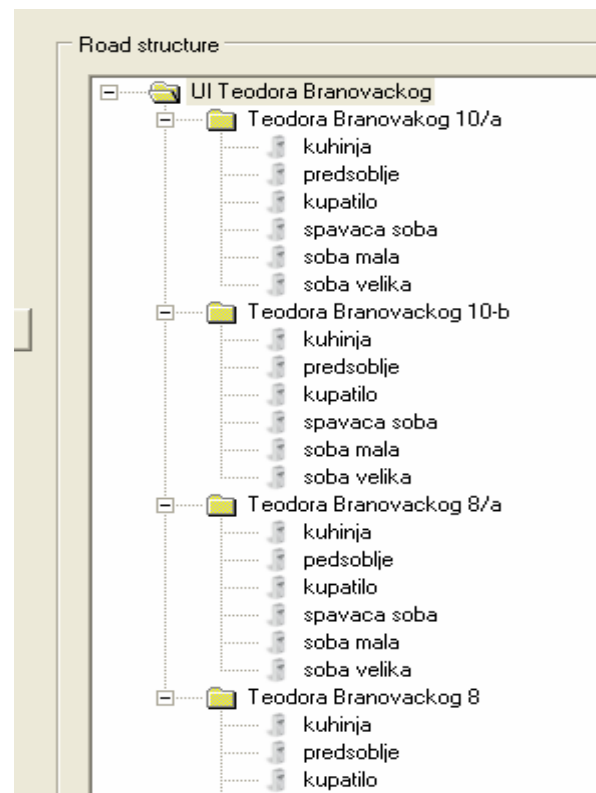 Road structure
Ul Teodora Branovackog
Teodora Branovakog 10/a
kuhinja
predsoblje
kupatilo
spavaca soba
soba mala
soba velika
Teodora Branovackog 10-b
kuhinja
predsoblje
kupatilo
spavaca soba
soba mala
soba velika
Teodora Branovackog 8/a
kuhinja
pedsoblje
kupatilo
spavaca soba
soba mala
soba velika
Teodora Branovackog 8
kuhinja
predsoblje
kupatilo